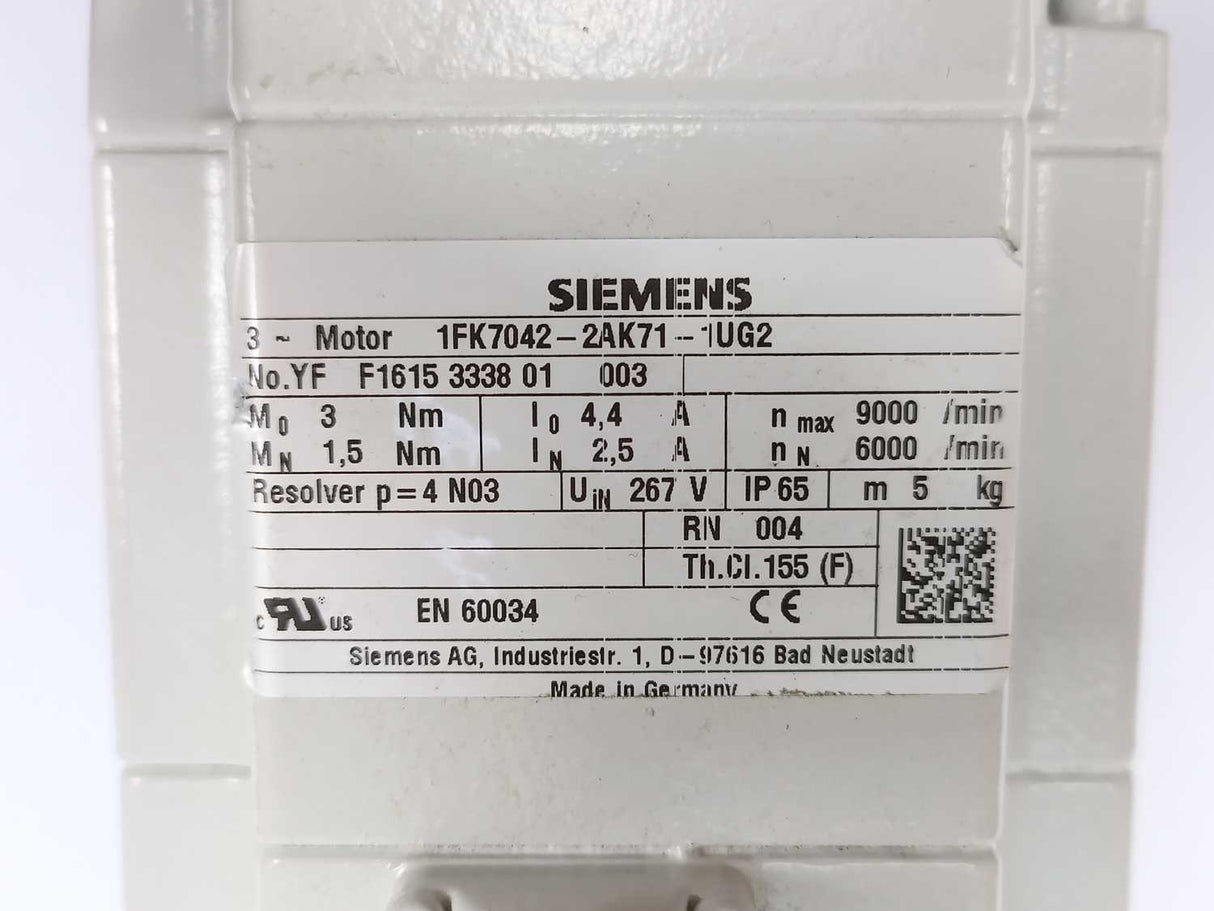 SIEMENS
3 ~ Motor 1FK7042-2AK71-1UG2
No.YF F1615 3338 01 003
M0 3 Nm I0 4,4 A n max 9000 /min
MN 1,5 Nm IN 2,5 A n N 6000 /min
Resolver p=4 N03 UiN 267 V IP 65 m 5 kg
RN 004
Th.Cl.155 (F)
c RU US EN 60034 CE
Siemens AG, Industriestr. 1, D-97616 Bad Neustadt
Made in Germany